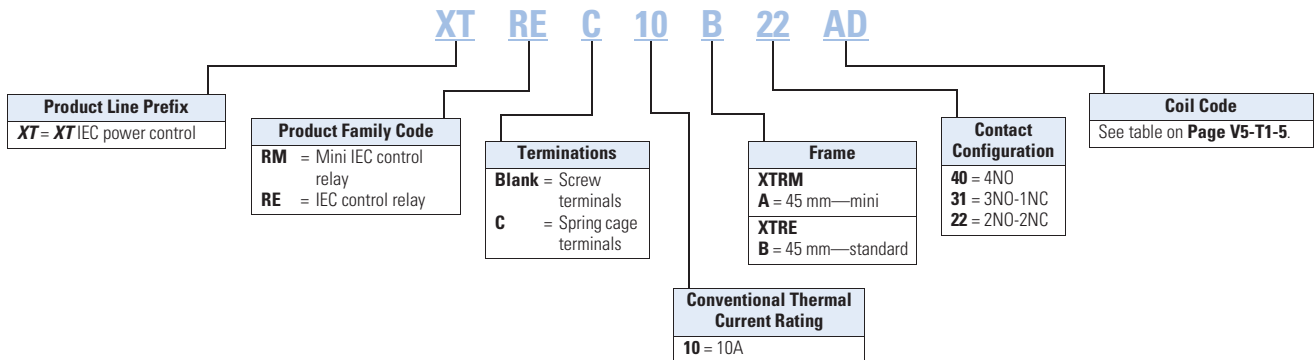 XT RE C 10 B 22 AD
Product Line Prefix
XT = XT IEC power control
Product Family Code
RM = Mini IEC control
relay
RE = IEC control relay
Terminations
Blank = Screw
terminals
C = Spring cage
terminals
Conventional Thermal
Current Rating
10 = 10A
Frame
XTRM
A = 45 mm—mini
XTRE
B = 45 mm—standard
Contact
Configuration
40 = 4NO
31 = 3NO-1NC
22 = 2NO-2NC
Coil Code
See table on Page V5-T1-5.